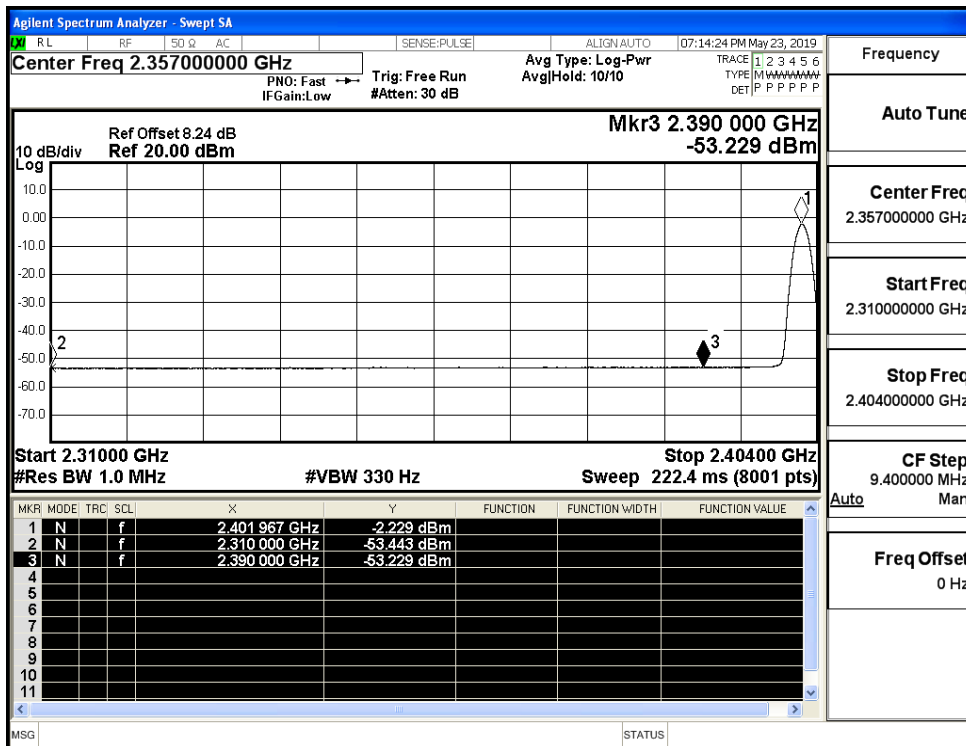 Agilent Spectrum Analyzer - Swept SA
LXI RL RF 50 Ω AC SENSE:PULSE ALIGN AUTO 07:14:24 PM May 23, 2019
Center Freq 2.357000000 GHz
PNO: Fast
IFGain:Low
Trig: Free Run
#Atten: 30 dB
Avg Type: Log-Pwr
Avg|Hold: 10/10
TRACE 1 2 3 4 5 6
TYPE M W W W W W
DET P P P P P P
Ref Offset 8.24 dB
Ref 20.00 dBm
10 dB/div
Log
Mkr3 2.390 000 GHz
-53.229 dBm
10.0
0.00
-10.0
-20.0
-30.0
-40.0
-50.0
-60.0
-70.0
1
2
3
Start 2.31000 GHz Stop 2.40400 GHz
#Res BW 1.0 MHz #VBW 330 Hz Sweep 222.4 ms (8001 pts)
MKR MODE TRC SCL X Y FUNCTION FUNCTION WIDTH FUNCTION VALUE
1 N f 2.401 967 GHz -2.229 dBm
2 N f 2.310 000 GHz -53.443 dBm
3 N f 2.390 000 GHz -53.229 dBm
4
5
6
7
8
9
10
11
MSG STATUS
Frequency
Auto Tune
Center Freq
2.357000000 GHz
Start Freq
2.310000000 GHz
Stop Freq
2.404000000 GHz
CF Step
9.400000 MHz
Auto Man
Freq Offset
0 Hz